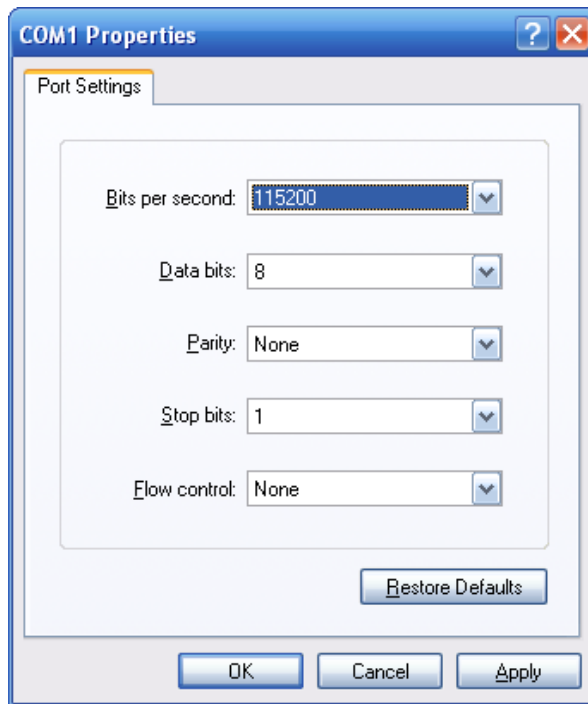 COM1 Properties
Port Settings
Bits per second: 115200
Data bits: 8
Parity: None
Stop bits: 1
Flow control: None
Restore Defaults
OK Cancel Apply